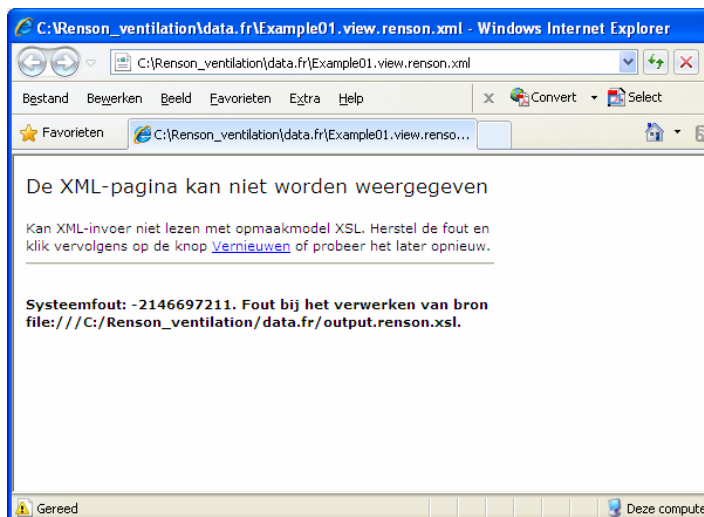 C:\Renson_ventilation\data.fr\Example01.view.renson.xml - Windows Internet Explorer
C:\Renson_ventilation\data.fr\Example01.view.renson.xml
Bestand Bewerken Beeld Favorieten Extra Help x Convert Select
Favorieten C:\Renson_ventilation\data.fr\Example01.view.renso...
De XML-pagina kan niet worden weergegeven
Kan XML-invoer niet lezen met opmaakmodel XSL. Herstel de fout en
klik vervolgens op de knop Vernieuwen of probeer het later opnieuw.
Systeemfout: -2146697211. Fout bij het verwerken van bron
file:///C:/Renson_ventilation/data.fr/output.renson.xsl.
Gereed Deze compute